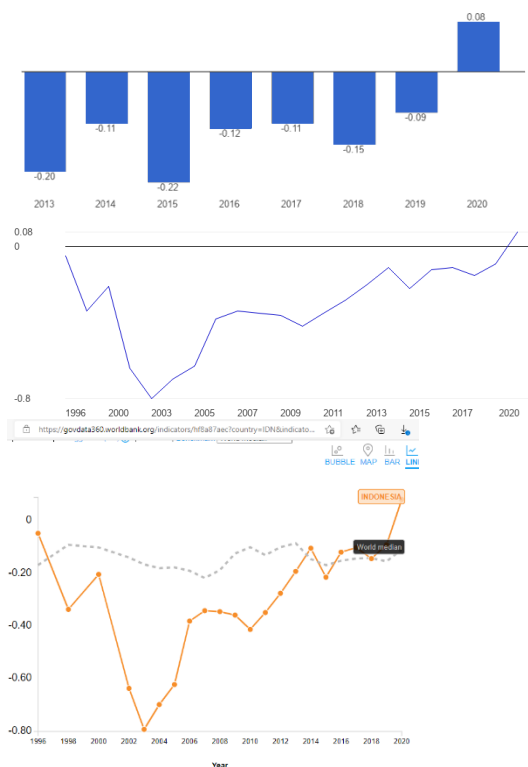 0.08
-0.20
-0.11
-0.22
-0.12
-0.11
-0.15
-0.09
2013 2014 2015 2016 2017 2018 2019 2020
0.08
0
-0.8
1996 2000 2003 2005 2007 2009 2011 2013 2015 2017 2020
https://govdata360.worldbank.org/indicators/hf8a87aec?country=IDN&indicato...
BUBBLE MAP BAR LINI
INDONESIA
0
World median
-0.20
-0.40
-0.60
-0.80
1996 1998 2000 2002 2004 2006 2008 2010 2012 2014 2016 2018 2020
Year